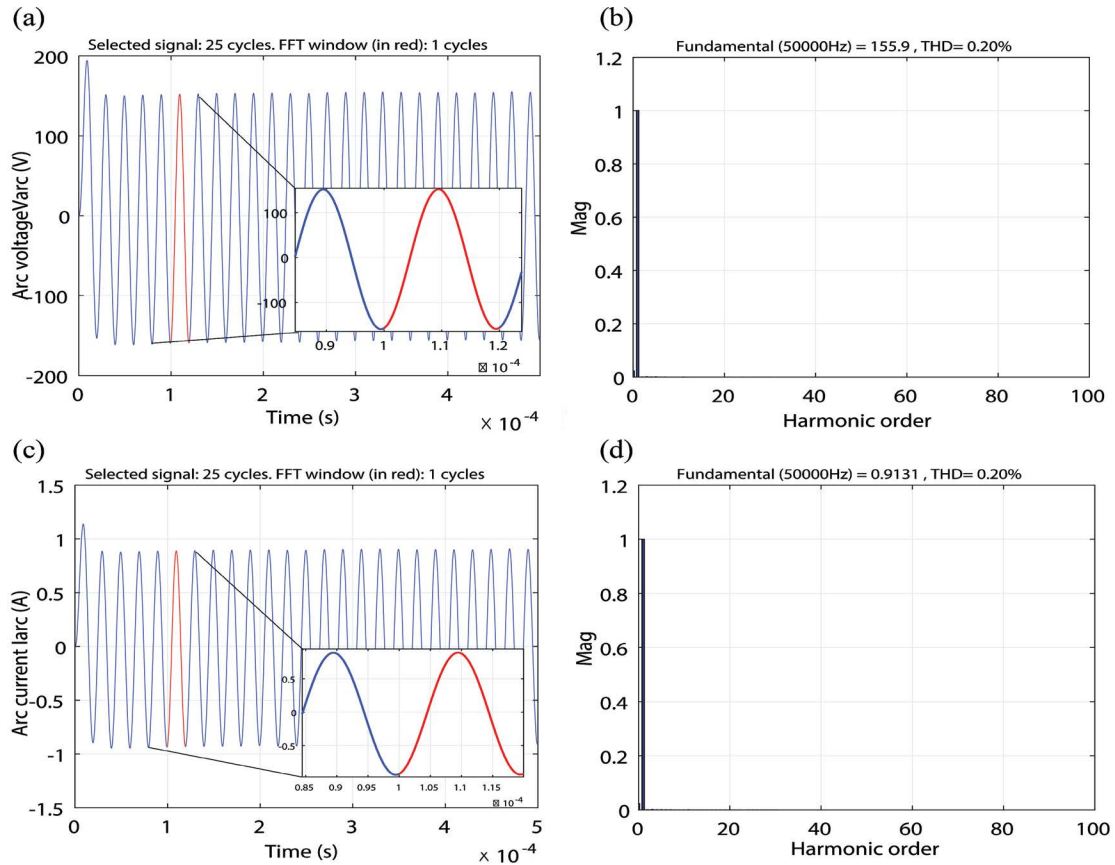 (a)
Selected signal: 25 cycles. FFT window (in red): 1 cycles
Arc voltageVarc (V)
200
100
0
-100
-200
0 1 2 3 4
Time (s)
× 10⁻⁴
100
0
-100
0.9 1 1.1 1.2
10⁻⁴
(b)
Fundamental (50000Hz) = 155.9 , THD= 0.20%
Mag
1.2
1
0.8
0.6
0.4
0.2
0
0 20 40 60 80 100
Harmonic order
(c)
Selected signal: 25 cycles. FFT window (in red): 1 cycles
Arc current Iarc (A)
1.5
1
0.5
0
-0.5
-1
-1.5
0 1 2 3 4 5
Time (s)
× 10⁻⁴
0.5
0
-0.5
0.85 0.9 0.95 1 1.05 1.1 1.15
10⁻⁴
(d)
Fundamental (50000Hz) = 0.9131 , THD= 0.20%
Mag
1.2
1
0.8
0.6
0.4
0.2
0
0 20 40 60 80 100
Harmonic order